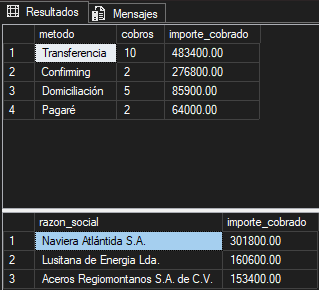 Resultados Mensajes
metodo cobros importe_cobrado
1 Transferencia 10 483400.00
2 Confirming 2 276800.00
3 Domiciliación 5 85900.00
4 Pagaré 2 64000.00
razon_social importe_cobrado
1 Naviera Atlántida S.A. 301800.00
2 Lusitana de Energia Lda. 160600.00
3 Aceros Regiomontanos S.A. de C.V. 153400.00